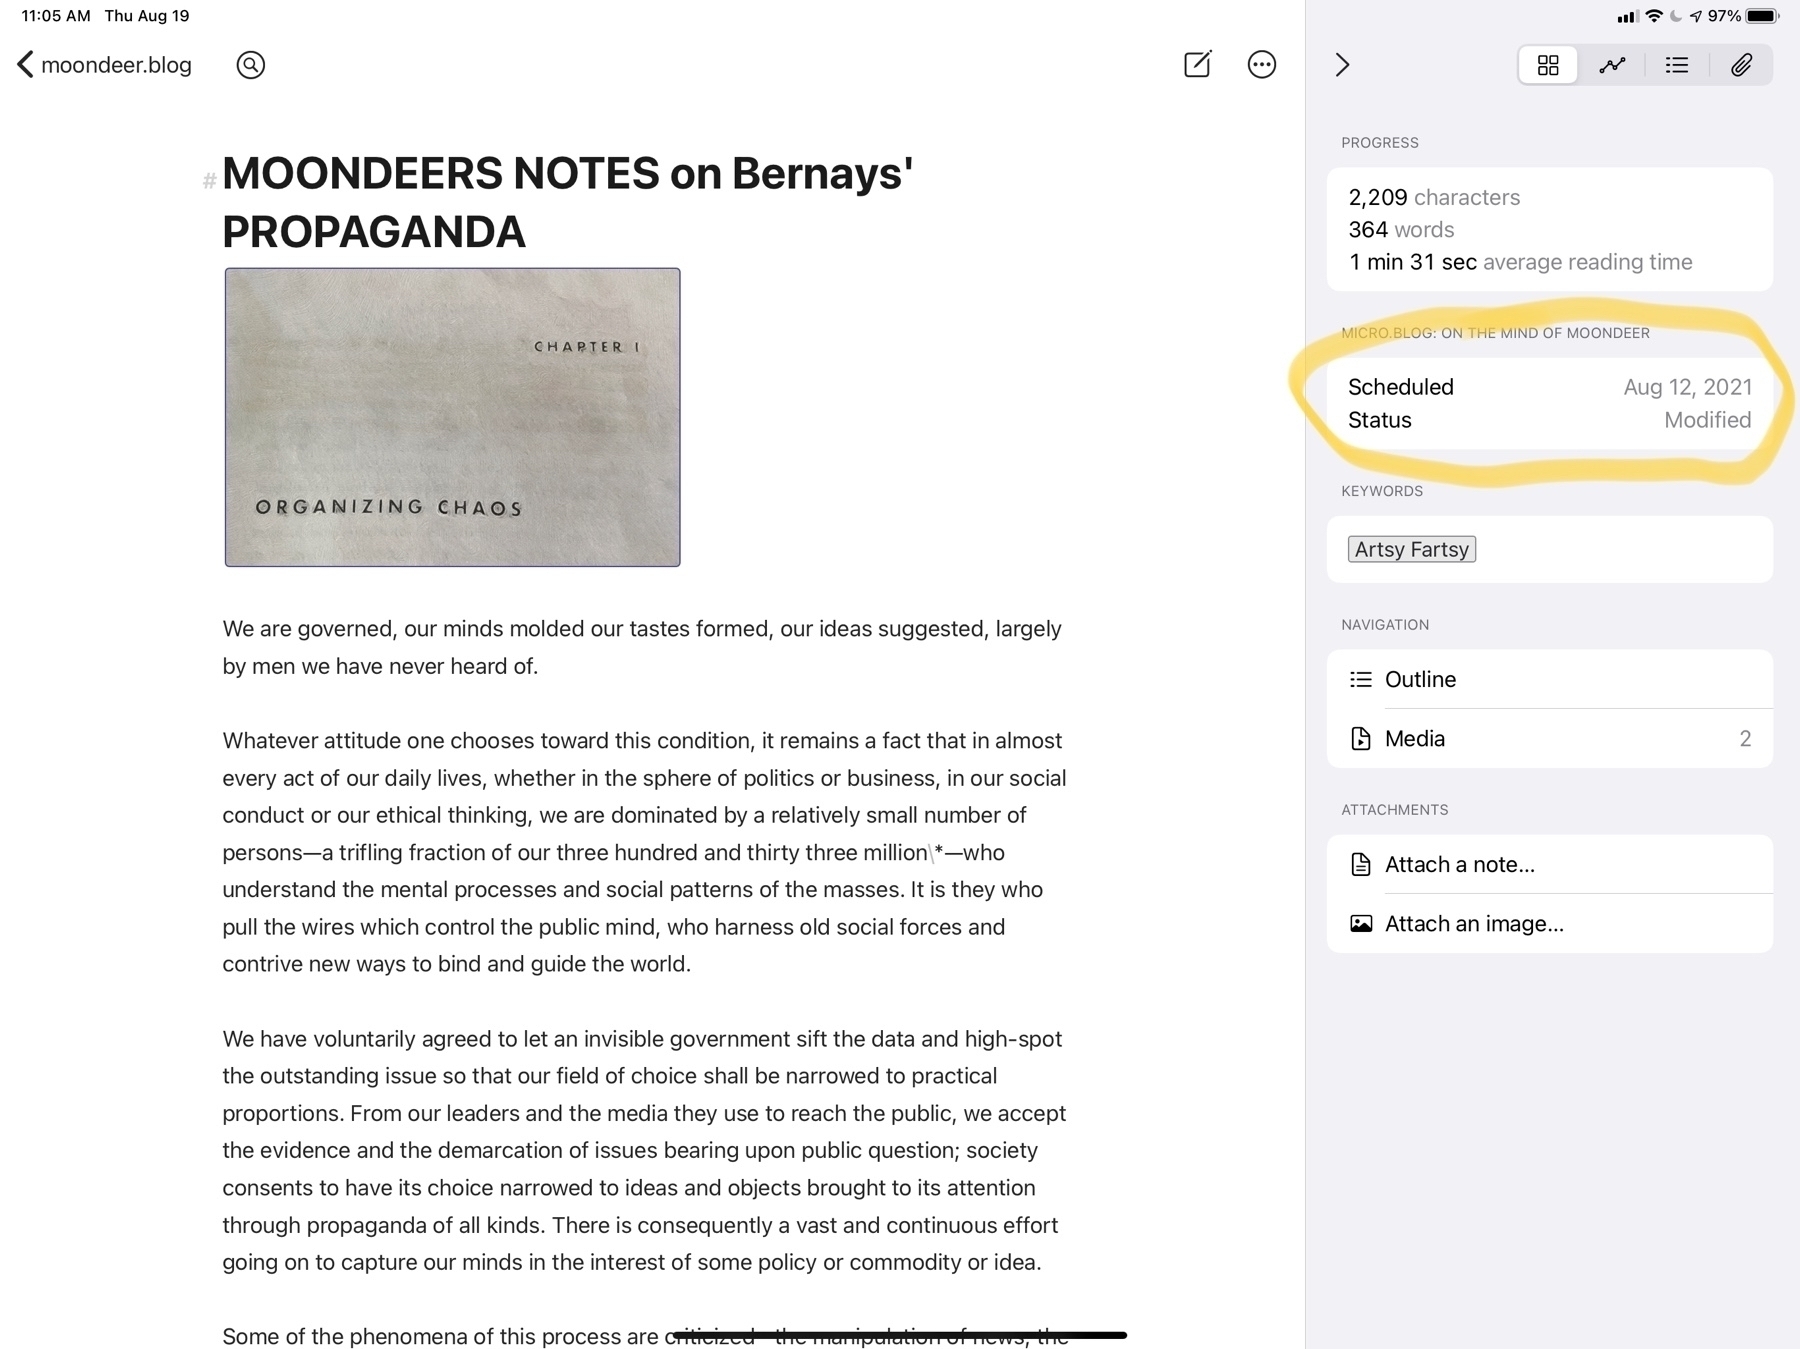 11:05 AM Thu Aug 19
97%
moondeer.blog
# MOONDEERS NOTES on Bernays'
PROPAGANDA
CHAPTER I
ORGANIZING CHAOS
We are governed, our minds molded our tastes formed, our ideas suggested, largely
by men we have never heard of.
Whatever attitude one chooses toward this condition, it remains a fact that in almost
every act of our daily lives, whether in the sphere of politics or business, in our social
conduct or our ethical thinking, we are dominated by a relatively small number of
persons—a trifling fraction of our three hundred and thirty three million\*—who
understand the mental processes and social patterns of the masses. It is they who
pull the wires which control the public mind, who harness old social forces and
contrive new ways to bind and guide the world.
We have voluntarily agreed to let an invisible government sift the data and high-spot
the outstanding issue so that our field of choice shall be narrowed to practical
proportions. From our leaders and the media they use to reach the public, we accept
the evidence and the demarcation of issues bearing upon public question; society
consents to have its choice narrowed to ideas and objects brought to its attention
through propaganda of all kinds. There is consequently a vast and continuous effort
going on to capture our minds in the interest of some policy or commodity or idea.
Some of the phenomena of this process are criticized—the manipulation of news, the
PROGRESS
2,209 characters
364 words
1 min 31 sec average reading time
MICRO.BLOG: ON THE MIND OF MOONDEER
Scheduled Aug 12, 2021
Status Modified
KEYWORDS
Artsy Fartsy
NAVIGATION
Outline
Media 2
ATTACHMENTS
Attach a note...
Attach an image...